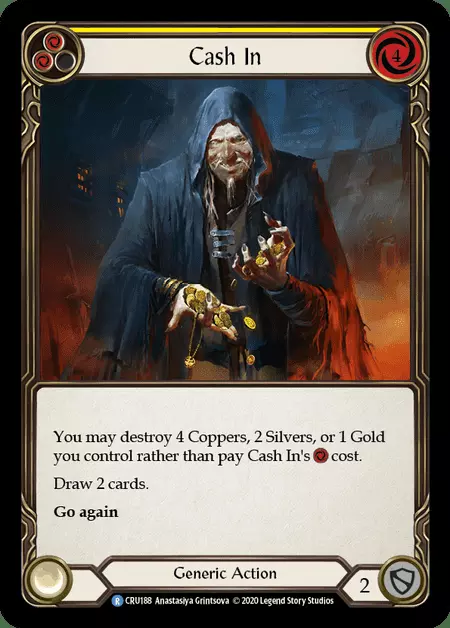 Cash In
4
You may destroy 4 Coppers, 2 Silvers, or 1 Gold
you control rather than pay Cash In's cost.
Draw 2 cards.
Go again
Generic Action
2
R CRU188 Anastasiya Grintsova © 2020 Legend Story Studios